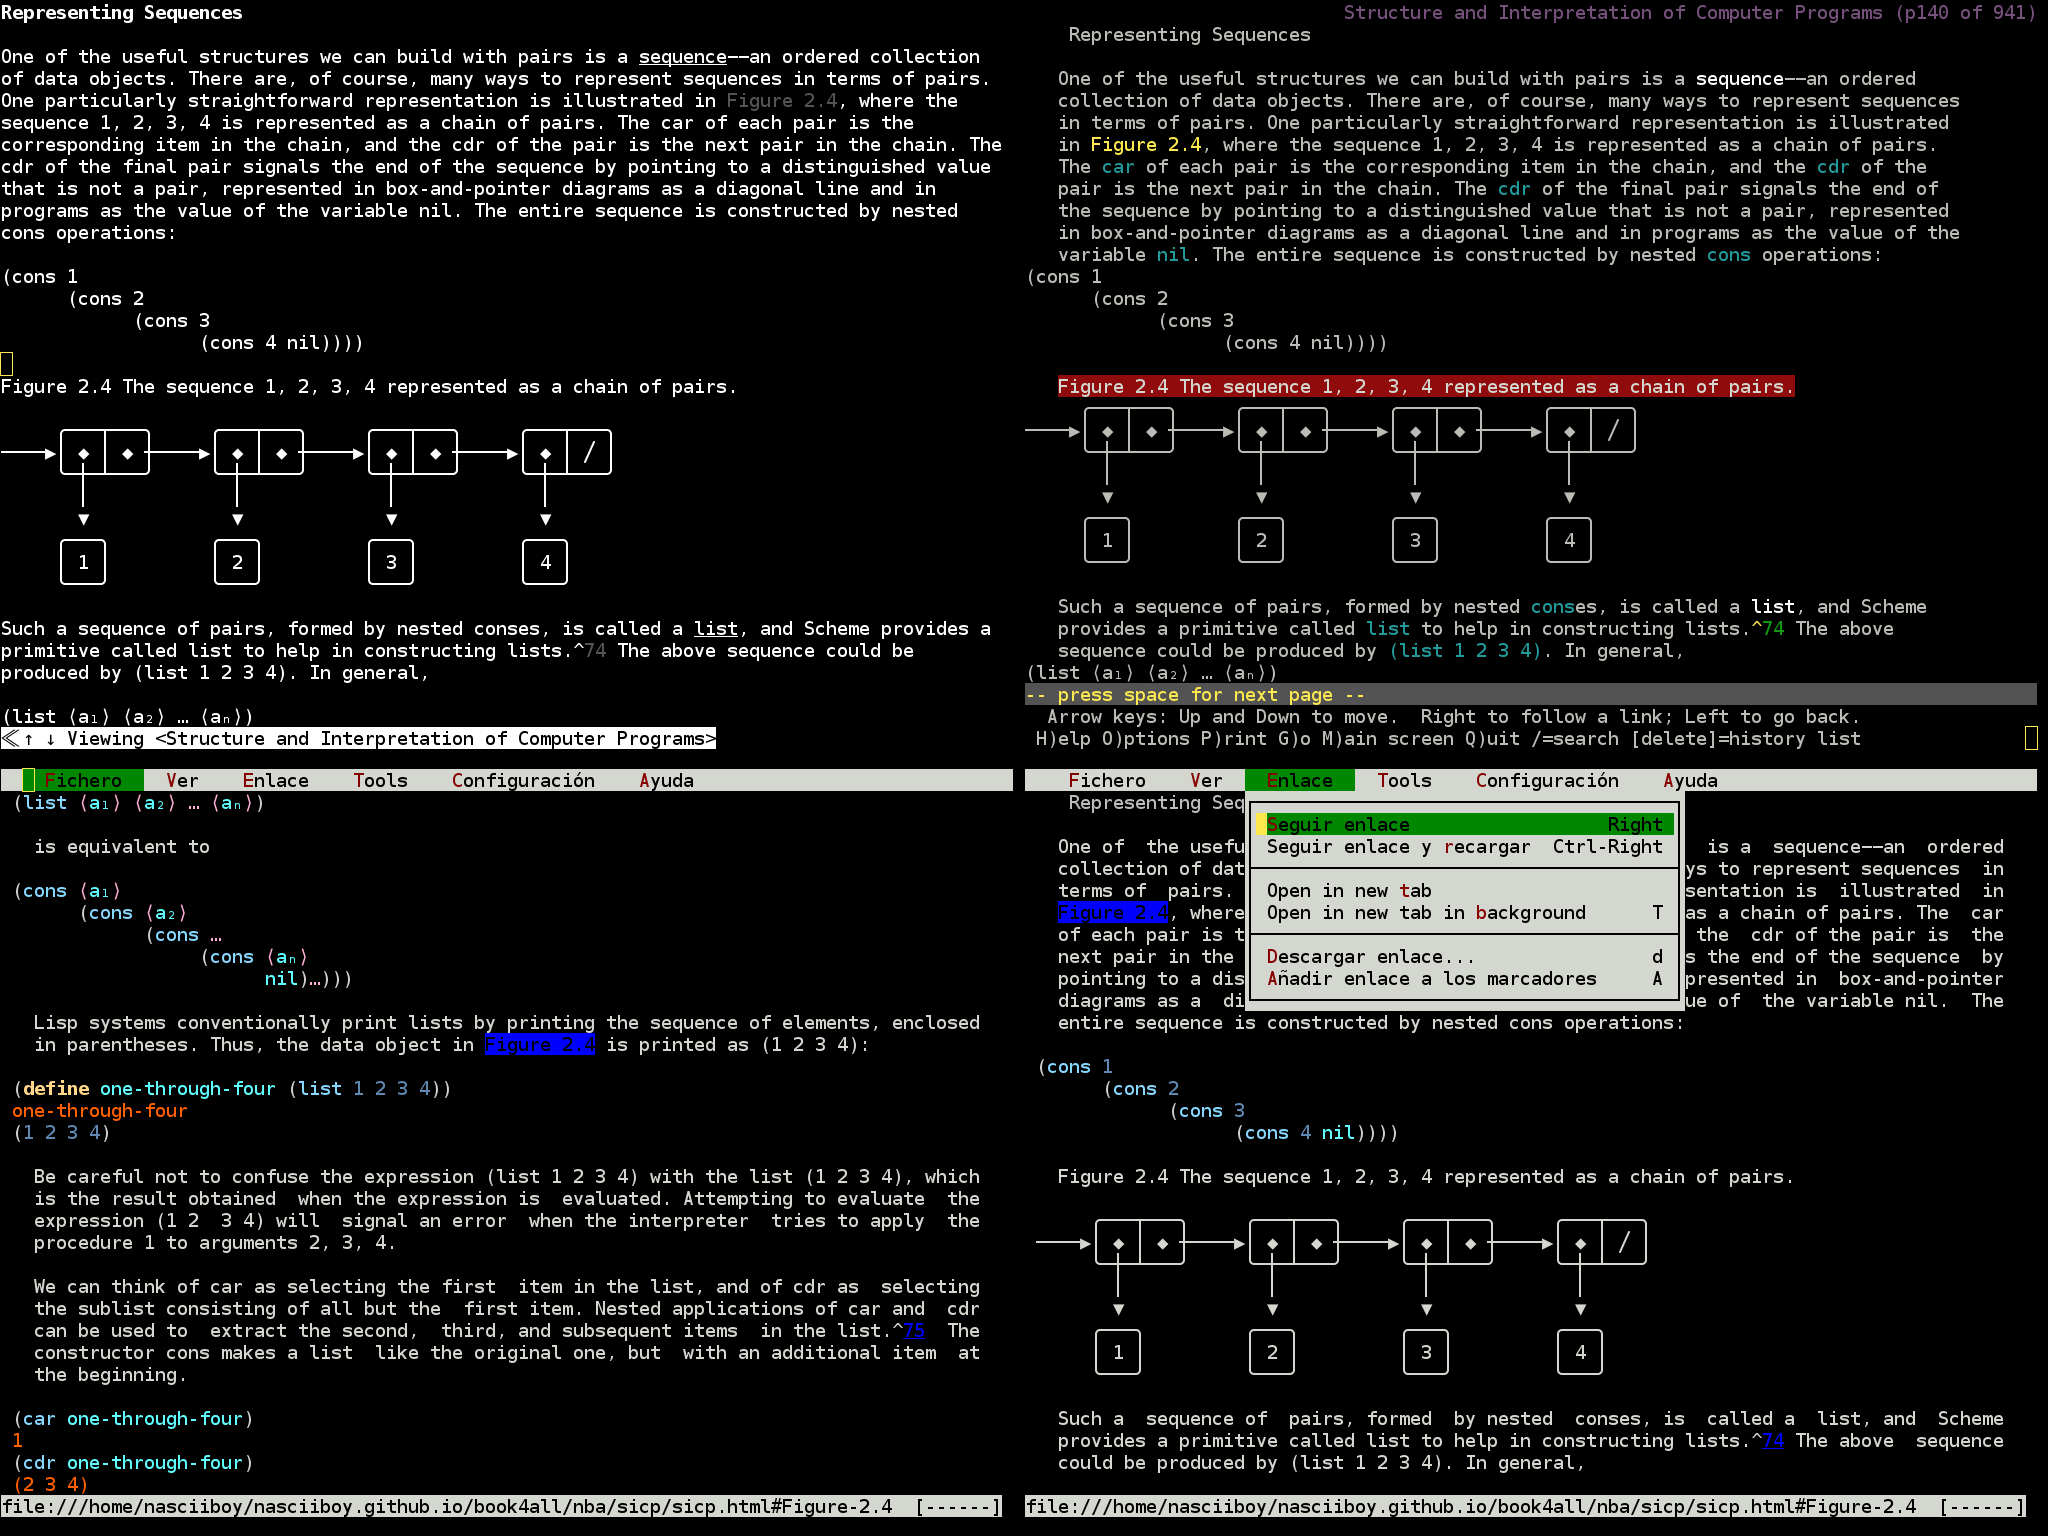 Representing Sequences

One of the useful structures we can build with pairs is a sequence——an ordered collection
of data objects. There are, of course, many ways to represent sequences in terms of pairs.
One particularly straightforward representation is illustrated in Figure 2.4, where the
sequence 1, 2, 3, 4 is represented as a chain of pairs. The car of each pair is the
corresponding item in the chain, and the cdr of the pair is the next pair in the chain. The
cdr of the final pair signals the end of the sequence by pointing to a distinguished value
that is not a pair, represented in box-and-pointer diagrams as a diagonal line and in
programs as the value of the variable nil. The entire sequence is constructed by nested
cons operations:

(cons 1
      (cons 2
            (cons 3
                  (cons 4 nil))))

Figure 2.4 The sequence 1, 2, 3, 4 represented as a chain of pairs.
/
1 2 3 4

Such a sequence of pairs, formed by nested conses, is called a list, and Scheme provides a
primitive called list to help in constructing lists.^74 The above sequence could be
produced by (list 1 2 3 4). In general,

(list ⟨a₁⟩ ⟨a₂⟩ … ⟨aₙ⟩)
≪↑ ↓ Viewing <Structure and Interpretation of Computer Programs>

Structure and Interpretation of Computer Programs (p140 of 941)
Representing Sequences

One of the useful structures we can build with pairs is a sequence——an ordered
collection of data objects. There are, of course, many ways to represent sequences
in terms of pairs. One particularly straightforward representation is illustrated
in Figure 2.4, where the sequence 1, 2, 3, 4 is represented as a chain of pairs.
The car of each pair is the corresponding item in the chain, and the cdr of the
pair is the next pair in the chain. The cdr of the final pair signals the end of
the sequence by pointing to a distinguished value that is not a pair, represented
in box-and-pointer diagrams as a diagonal line and in programs as the value of the
variable nil. The entire sequence is constructed by nested cons operations:
(cons 1
      (cons 2
            (cons 3
                  (cons 4 nil))))

Figure 2.4 The sequence 1, 2, 3, 4 represented as a chain of pairs.
/
1 2 3 4

Such a sequence of pairs, formed by nested conses, is called a list, and Scheme
provides a primitive called list to help in constructing lists.^74 The above
sequence could be produced by (list 1 2 3 4). In general,
(list ⟨a₁⟩ ⟨a₂⟩ … ⟨aₙ⟩)
-- press space for next page --
Arrow keys: Up and Down to move. Right to follow a link; Left to go back.
H)elp O)ptions P)rint G)o M)ain screen Q)uit /=search [delete]=history list

Fichero Ver Enlace Tools Configuración Ayuda
(list ⟨a₁⟩ ⟨a₂⟩ … ⟨aₙ⟩)

is equivalent to

(cons ⟨a₁⟩
      (cons ⟨a₂⟩
            (cons …
                 (cons ⟨aₙ⟩
                       nil)…)))

Lisp systems conventionally print lists by printing the sequence of elements, enclosed
in parentheses. Thus, the data object in Figure 2.4 is printed as (1 2 3 4):

(define one-through-four (list 1 2 3 4))
one-through-four
(1 2 3 4)

Be careful not to confuse the expression (list 1 2 3 4) with the list (1 2 3 4), which
is the result obtained when the expression is evaluated. Attempting to evaluate the
expression (1 2 3 4) will signal an error when the interpreter tries to apply the
procedure 1 to arguments 2, 3, 4.

We can think of car as selecting the first item in the list, and of cdr as selecting
the sublist consisting of all but the first item. Nested applications of car and cdr
can be used to extract the second, third, and subsequent items in the list.^75 The
constructor cons makes a list like the original one, but with an additional item at
the beginning.

(car one-through-four)
1
(cdr one-through-four)
(2 3 4)
file:///home/nasciiboy/nasciiboy.github.io/book4all/nba/sicp/sicp.html#Figure-2.4 [------]

Fichero Ver Enlace Tools Configuración Ayuda
Seguir enlace Right
Seguir enlace y recargar Ctrl-Right
Open in new tab
Open in new tab in background T
Descargar enlace... d
Añadir enlace a los marcadores A
Representing Seq

One of the usefu is a sequence——an ordered
collection of dat ys to represent sequences in
terms of pairs. sentation is illustrated in
Figure 2.4, where as a chain of pairs. The car
of each pair is t the cdr of the pair is the
next pair in the s the end of the sequence by
pointing to a dis presented in box-and-pointer
diagrams as a di ue of the variable nil. The
entire sequence is constructed by nested cons operations:

(cons 1
      (cons 2
            (cons 3
                  (cons 4 nil))))

Figure 2.4 The sequence 1, 2, 3, 4 represented as a chain of pairs.
/
1 2 3 4

Such a sequence of pairs, formed by nested conses, is called a list, and Scheme
provides a primitive called list to help in constructing lists.^74 The above sequence
could be produced by (list 1 2 3 4). In general,
file:///home/nasciiboy/nasciiboy.github.io/book4all/nba/sicp/sicp.html#Figure-2.4 [------]